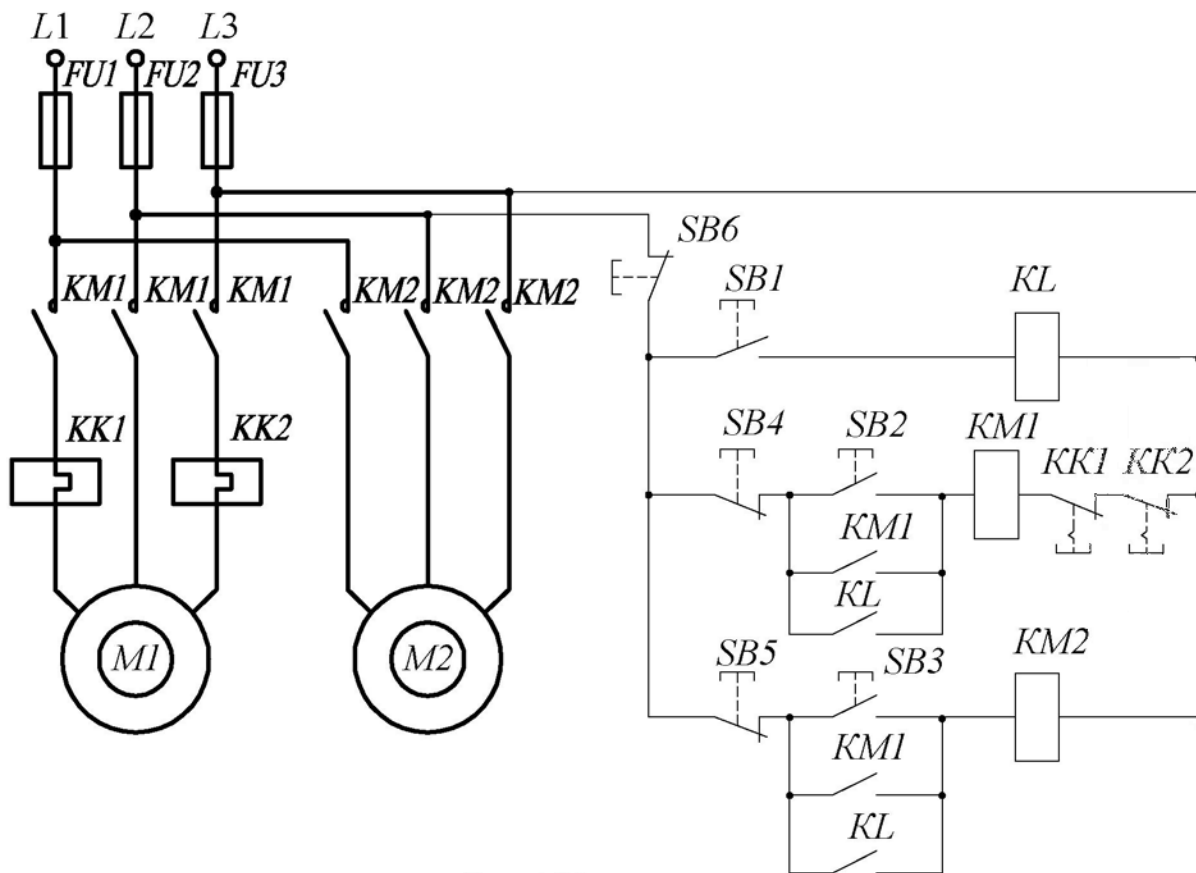 L1 L2 L3
FU1 FU2 FU3
SB6
KM1 KM1 KM1 KM2 KM2 KM2
SB1 KL
KK1 KK2
SB4 SB2 KM1 KK1 KK2
KM1
KL
M1 M2
SB5 SB3 KM2
KM1
KL